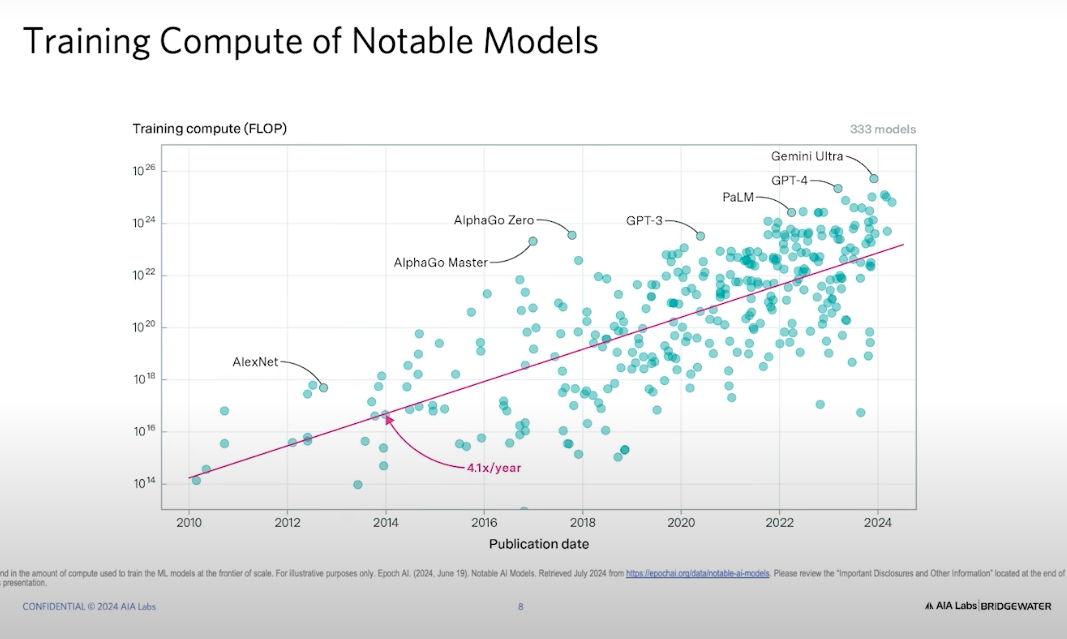 Training Compute of Notable Models
Training compute (FLOP)
333 models
10 26
10 24
10 22
10 20
10 18
10 16
10 14
Gemini Ultra
GPT-4
PaLM
AlphaGo Zero
GPT-3
AlphaGo Master
AlexNet
4.1x/year
2010 2012 2014 2016 2018 2020 2022 2024
Publication date
nd in the amount of compute used to train the ML models at the frontier of scale. For illustrative purposes only. Epoch AI. (2024, June 19). Notable AI Models. Retrieved July 2024 from https://epochai.org/data/notable-ai-models. Please review the "Important Disclosures and Other Information" located at the end of
presentation.
CONFIDENTIAL © 2024 AIA Labs
8
AIA Labs | BRIDGEWATER